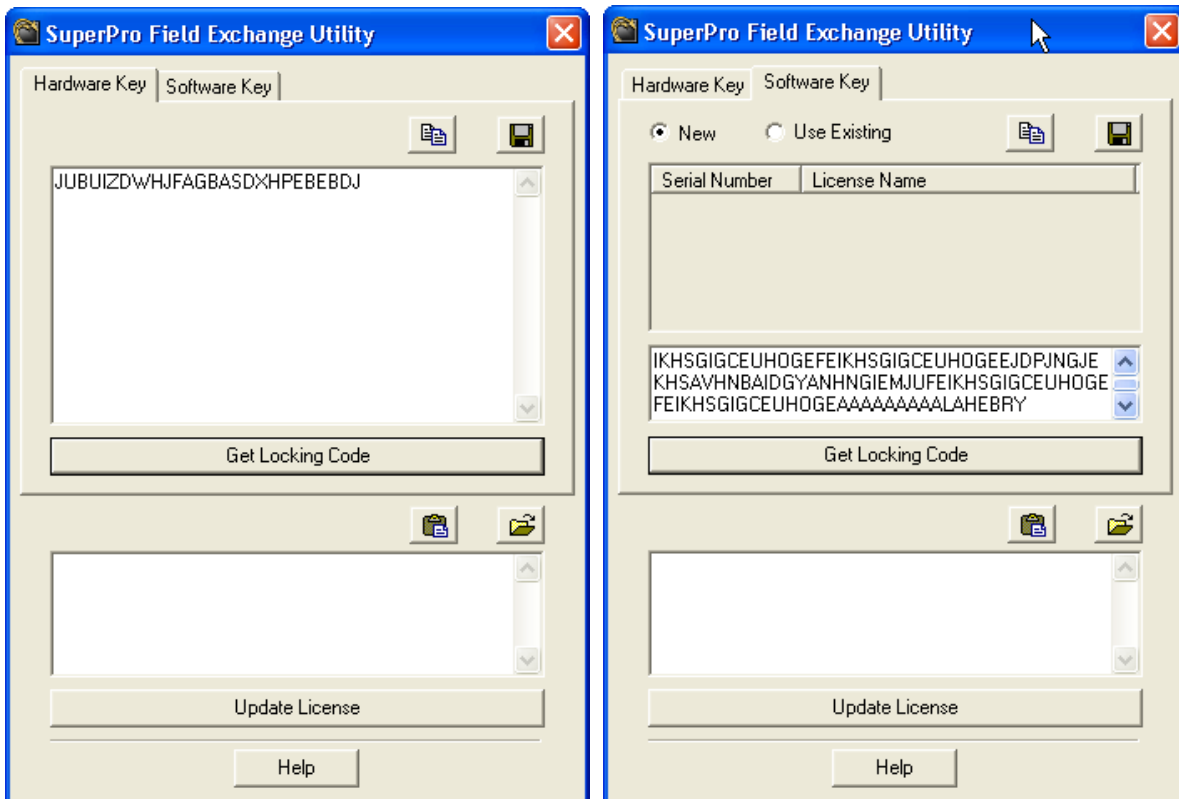 SuperPro Field Exchange Utility
Hardware Key
Software Key
JUBUIZDWHJFAGBASDXHPEBEBDJ
Get Locking Code
Update License
Help
SuperPro Field Exchange Utility
Hardware Key
Software Key
New
Use Existing
Serial Number
License Name
IKHSGIGCEUHOGEFEIKHSGIGCEUHOGEEJDPJNGJE
KHSAVHNBAIDGYANHNGIEMJUFEIKHSGIGCEUHOGE
FEIKHSGIGCEUHOGEAAAAAAAAALAHEBRY
Get Locking Code
Update License
Help